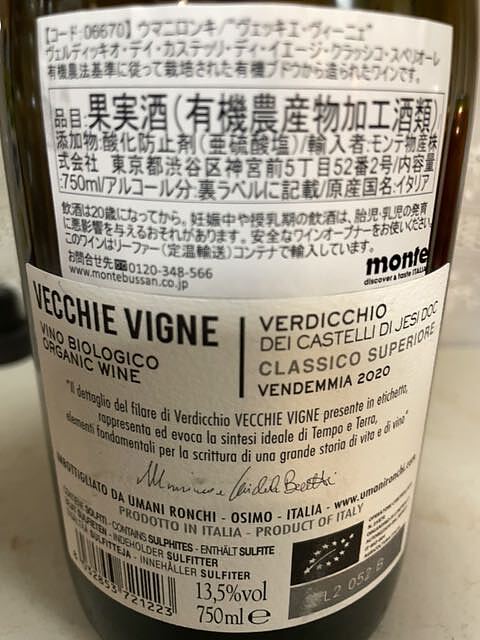 【コード:06670】ウマニロンキ/"ヴェッキエ・ヴィーニェ"
ヴェルディッキオ・デイ・カステッリ・ディ・イエージ・クラッシコ・スペリオーレ
有機農法基準に従って栽培された有機ブドウから造られたワインです。
品目:果実酒(有機農産物加工酒類)
添加物:酸化防止剤(亜硫酸塩)/輸入者:モンテ物産株
式会社 東京都渋谷区神宮前5丁目52番2号/内容量
:750ml/アルコール分:裏ラベルに記載/原産国名:イタリア
飲酒は20歳になってから。妊娠中や授乳期の飲酒は、胎児・乳児の発育
に悪影響を与えるおそれがあります。安全なワインオープナーをお使いください。
このワインはリーファー(定温輸送)コンテナで輸入しています。
お問合せ先 0120-348-566
www.montebussan.co.jp
monte
discover & taste ITALIA
VECCHIE VIGNE
VINO BIOLOGICO
ORGANIC WINE
VERDICCHIO
DEI CASTELLI DI JESI DOC
CLASSICO SUPERIORE
VENDEMMIA 2020
"Il dettaglio del filare di Verdicchio VECCHIE VIGNE presente in etichetta,
rappresenta ed evoca la sintesi ideale di Tempo e Terra,
elementi fondamentali per la scrittura di una grande storia di vita e di vino"
IMBOTTIGLIATO DA UMANI RONCHI - OSIMO - ITALIA - www.umanironchi.com
PRODOTTO IN ITALIA - PRODUCT OF ITALY
CONTIENE SOLFITI - CONTAINS SULPHITES - ENTHÄLT SULFITE
- INDEHOLDER SULFITTER
SULFIITTEJA - INNEHÅLLER SULFITER
721223
13,5%vol
750ml e
L2 052 B